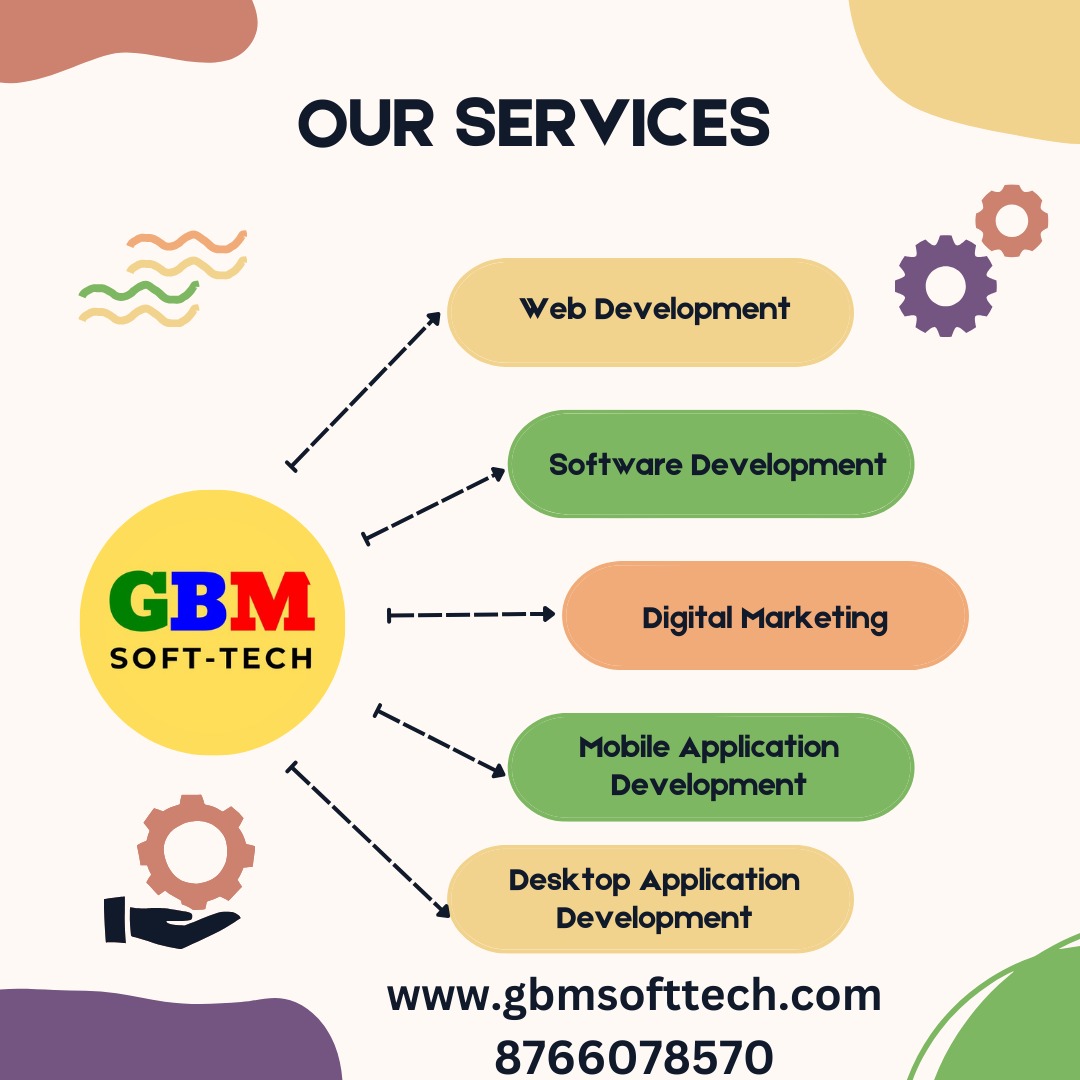 OUR SERVICES
Web Development
Software Development
GBM
SOFT-TECH
Digital Marketing
Mobile Application
Development
Desktop Application
Development
www.gbmsofttech.com
8766078570